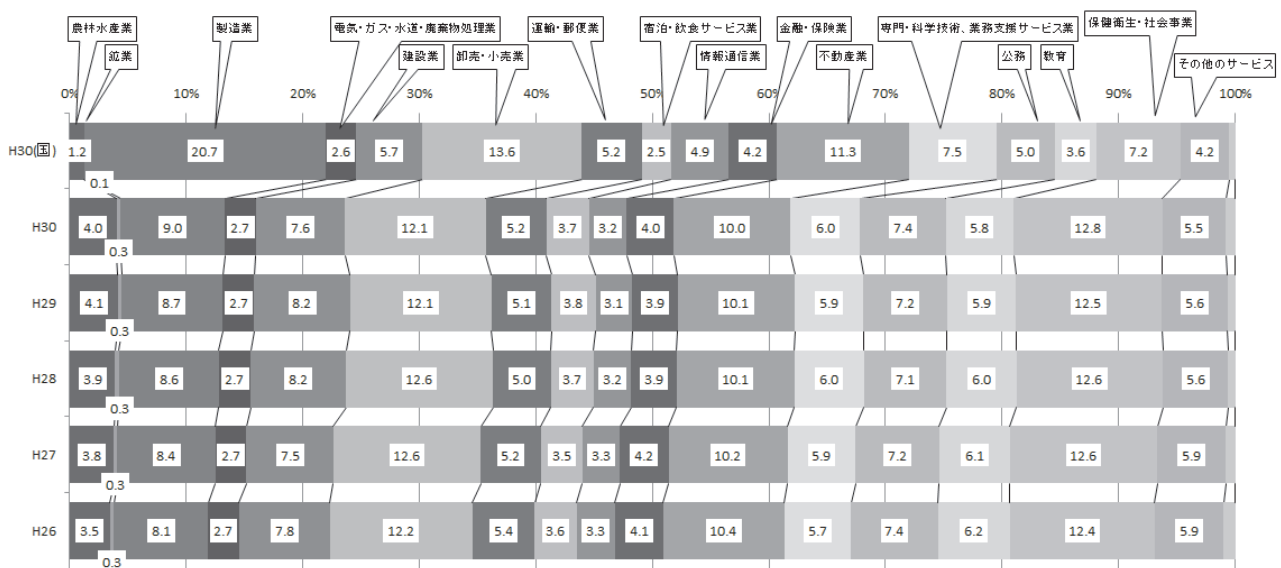 農林水産業 製造業 電気・ガス・水道・廃棄物処理業 運輸・郵便業 宿泊・飲食サービス業 金融・保険業 専門・科学技術、業務支援サービス業 保健衛生・社会事業
鉱業 建設業 卸売・小売業 情報通信業 不動産業 公務 教育 その他のサービス
0% 10% 20% 30% 40% 50% 60% 70% 80% 90% 100%
H30(国) 1.2 20.7 2.6 5.7 13.6 5.2 2.5 4.9 4.2 11.3 7.5 5.0 3.6 7.2 4.2
0.1
H30 4.0 9.0 2.7 7.6 12.1 5.2 3.7 3.2 4.0 10.0 6.0 7.4 5.8 12.8 5.5
0.3
H29 4.1 8.7 2.7 8.2 12.1 5.1 3.8 3.1 3.9 10.1 5.9 7.2 5.9 12.5 5.6
0.3
H28 3.9 8.6 2.7 8.2 12.6 5.0 3.7 3.2 3.9 10.1 6.0 7.1 6.0 12.6 5.6
0.3
H27 3.8 8.4 2.7 7.5 12.6 5.2 3.5 3.3 4.2 10.2 5.9 7.2 6.1 12.6 5.9
0.3
H26 3.5 8.1 2.7 7.8 12.2 5.4 3.6 3.3 4.1 10.4 5.7 7.4 6.2 12.4 5.9
0.3